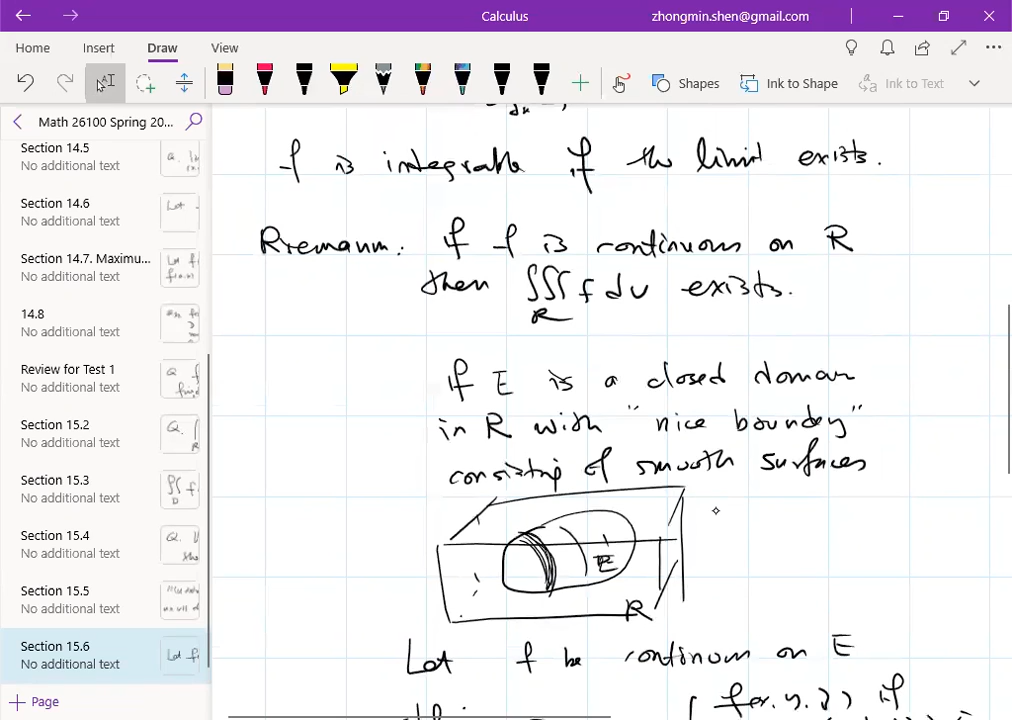 Calculus
zhongmin.shen@gmail.com
Home Insert Draw View
Shapes Ink to Shape Ink to Text
Math 26100 Spring 20...
Section 14.5
No additional text
Section 14.6
No additional text
Section 14.7. Maximu...
No additional text
14.8
No additional text
Review for Test 1
No additional text
Section 15.2
No additional text
Section 15.3
No additional text
Section 15.4
No additional text
Section 15.5
No additional text
Section 15.6
No additional text
Page
f is integrable if the limit exists.
Riemann: if f is continuous on R
then ∭ f dv exists.
R
if E is a closed domain
in R with "nice boundry"
consisting of smooth surfaces
E
R
Let f be continuous on E
f(x, y, z) if